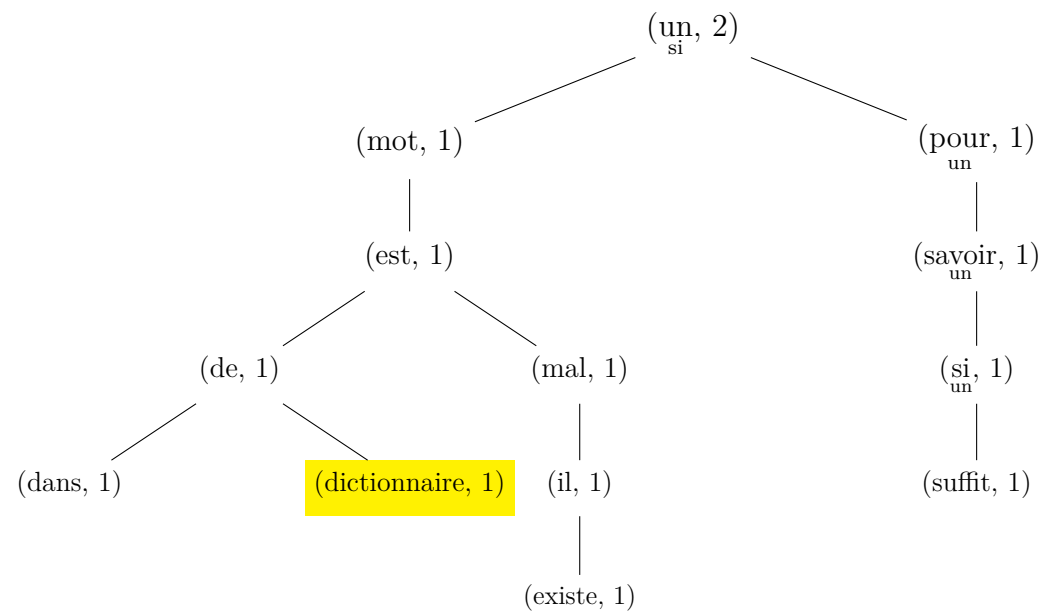 (un, 2)
si
(mot, 1)
(pour, 1)
un
(est, 1)
(savoir, 1)
un
(de, 1)
(mal, 1)
(si, 1)
un
(dans, 1)
(dictionnaire, 1)
(il, 1)
(suffit, 1)
(existe, 1)